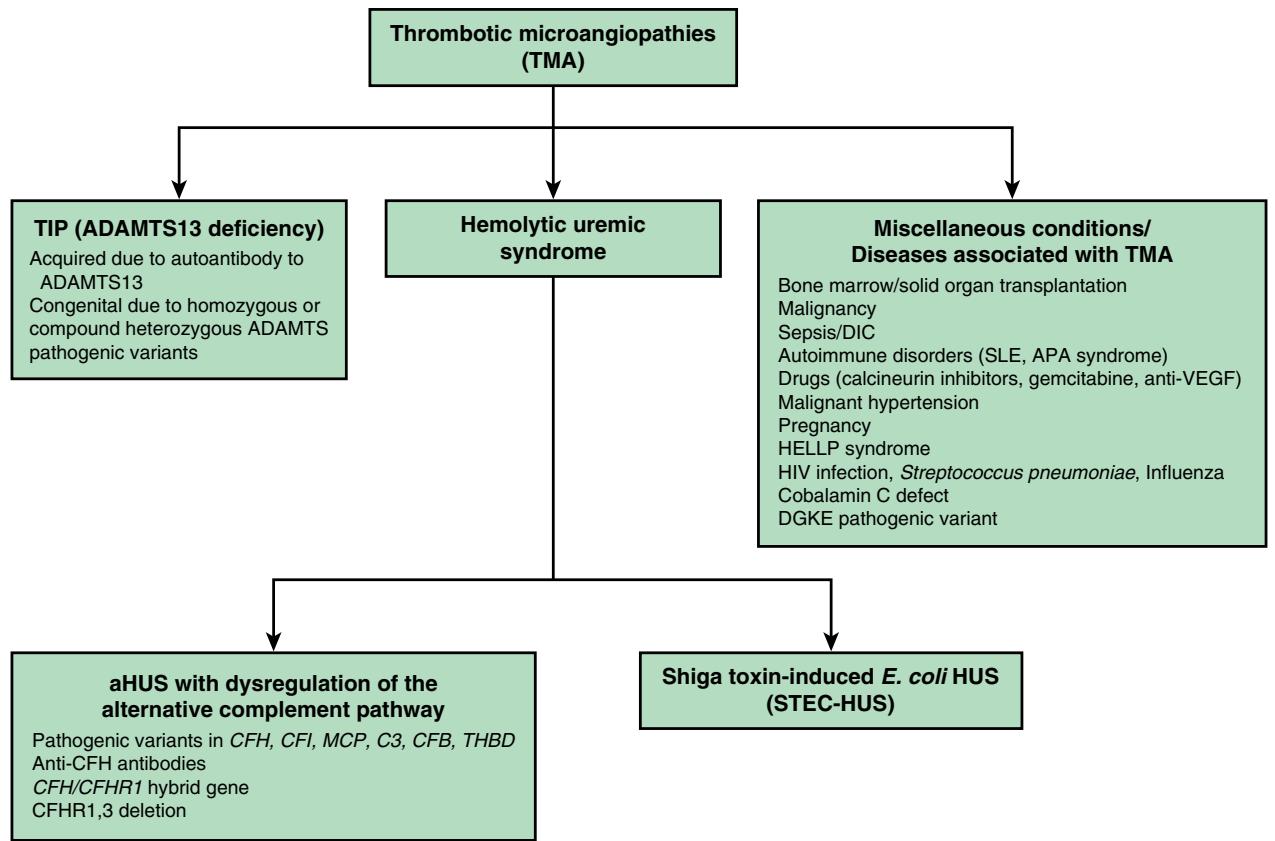 Thrombotic microangiopathies
(TMA)
TIP (ADAMTS13 deficiency)
Acquired due to autoantibody to
ADAMTS13
Congenital due to homozygous or
compound heterozygous ADAMTS
pathogenic variants
Hemolytic uremic
syndrome
Miscellaneous conditions/
Diseases associated with TMA
Bone marrow/solid organ transplantation
Malignancy
Sepsis/DIC
Autoimmune disorders (SLE, APA syndrome)
Drugs (calcineurin inhibitors, gemcitabine, anti-VEGF)
Malignant hypertension
Pregnancy
HELLP syndrome
HIV infection, Streptococcus pneumoniae, Influenza
Cobalamin C defect
DGKE pathogenic variant
aHUS with dysregulation of the
alternative complement pathway
Pathogenic variants in CFH, CFI, MCP, C3, CFB, THBD
Anti-CFH antibodies
CFH/CFHR1 hybrid gene
CFHR1,3 deletion
Shiga toxin-induced E. coli HUS
(STEC-HUS)